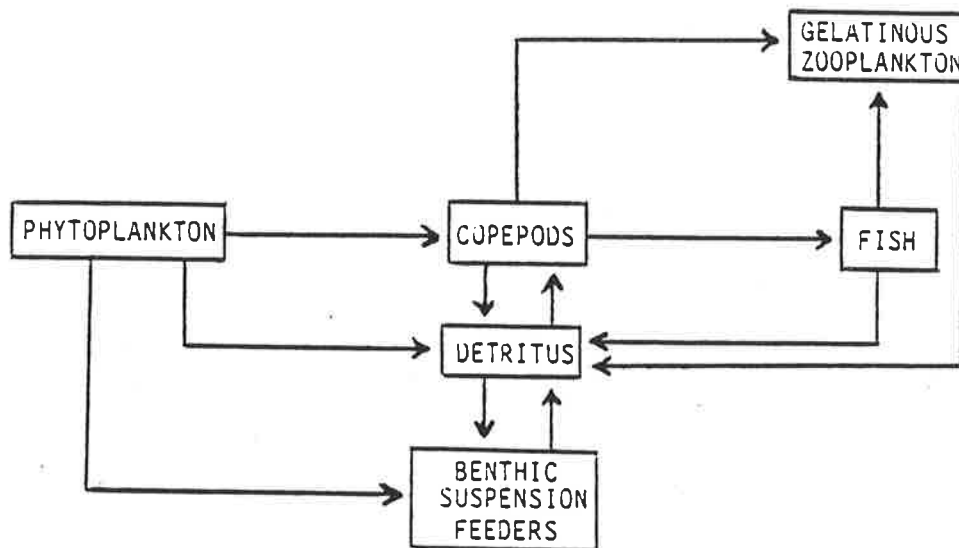 GELATINOUS
ZOOPLANKTON
PHYTOPLANKTON
COPEPODS
FISH
DETRITUS
BENTHIC
SUSPENSION
FEEDERS